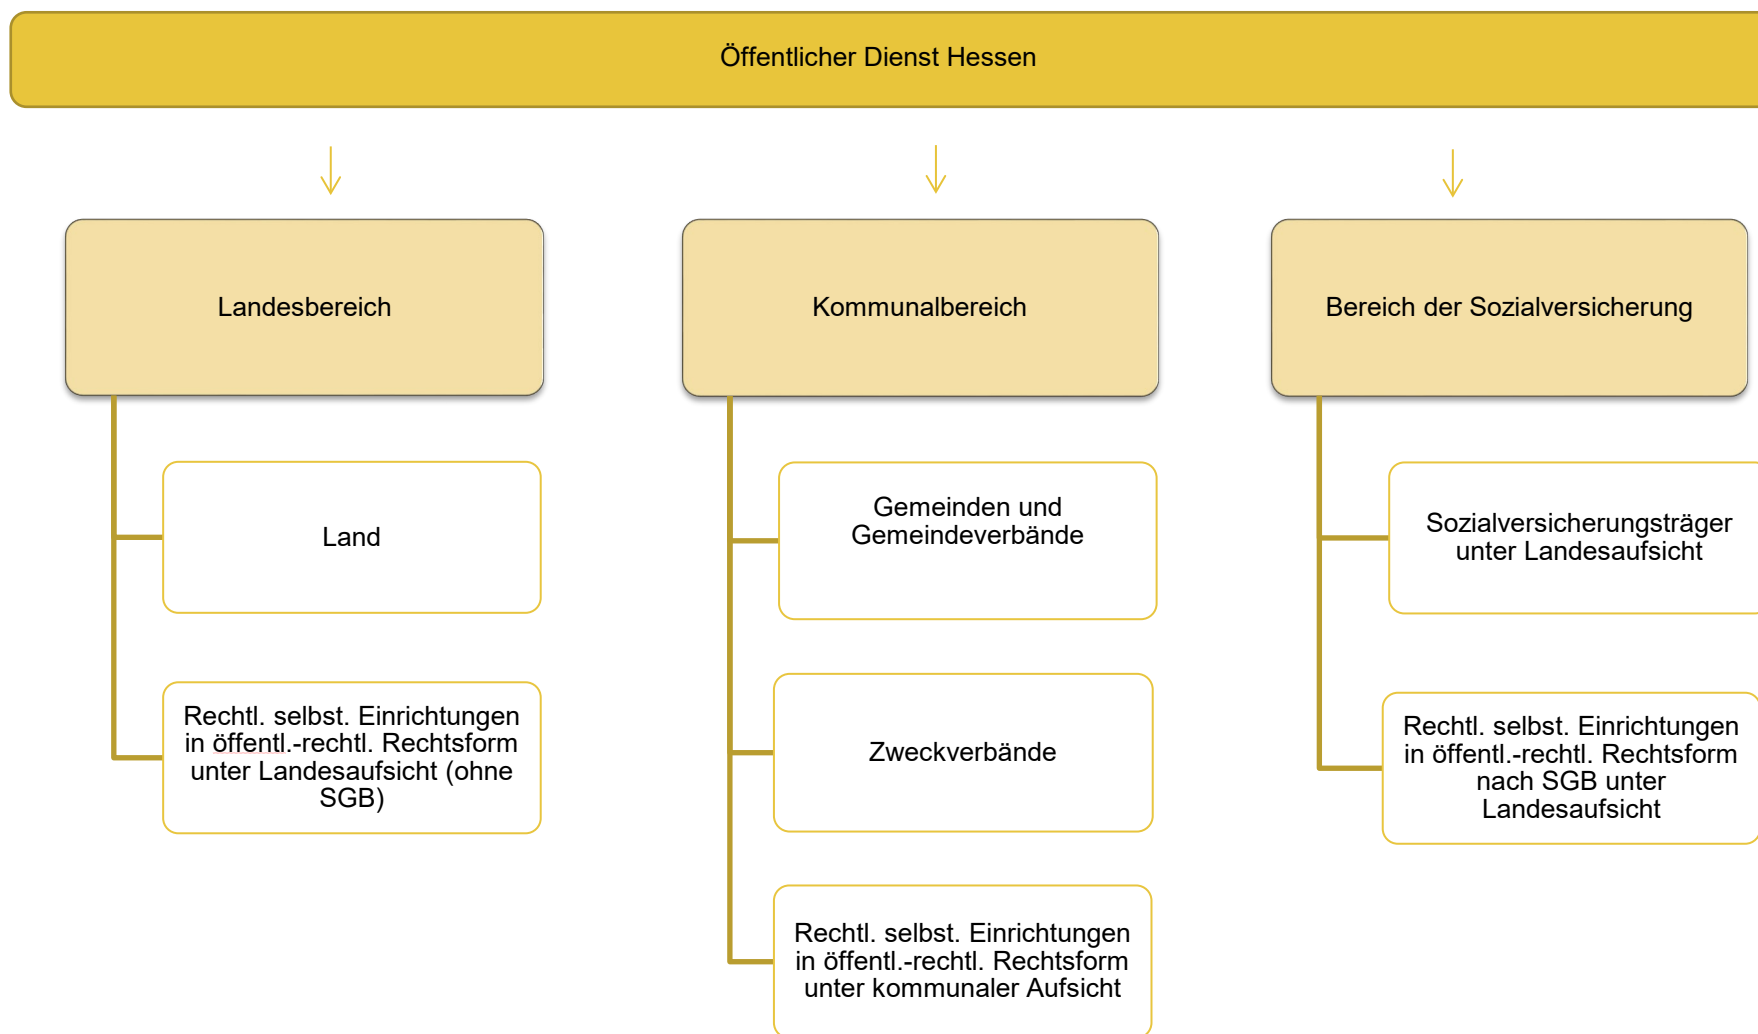 Öffentlicher Dienst Hessen
Landesbereich
Kommunalbereich
Bereich der Sozialversicherung
Land
Rechtl. selbst. Einrichtungen
in öffentl.-rechtl. Rechtsform
unter Landesaufsicht (ohne
SGB)
Gemeinden und
Gemeindeverbände
Zweckverbände
Rechtl. selbst. Einrichtungen
in öffentl.-rechtl. Rechtsform
unter kommunaler Aufsicht
Sozialversicherungsträger
unter Landesaufsicht
Rechtl. selbst. Einrichtungen
in öffentl.-rechtl. Rechtsform
nach SGB unter
Landesaufsicht